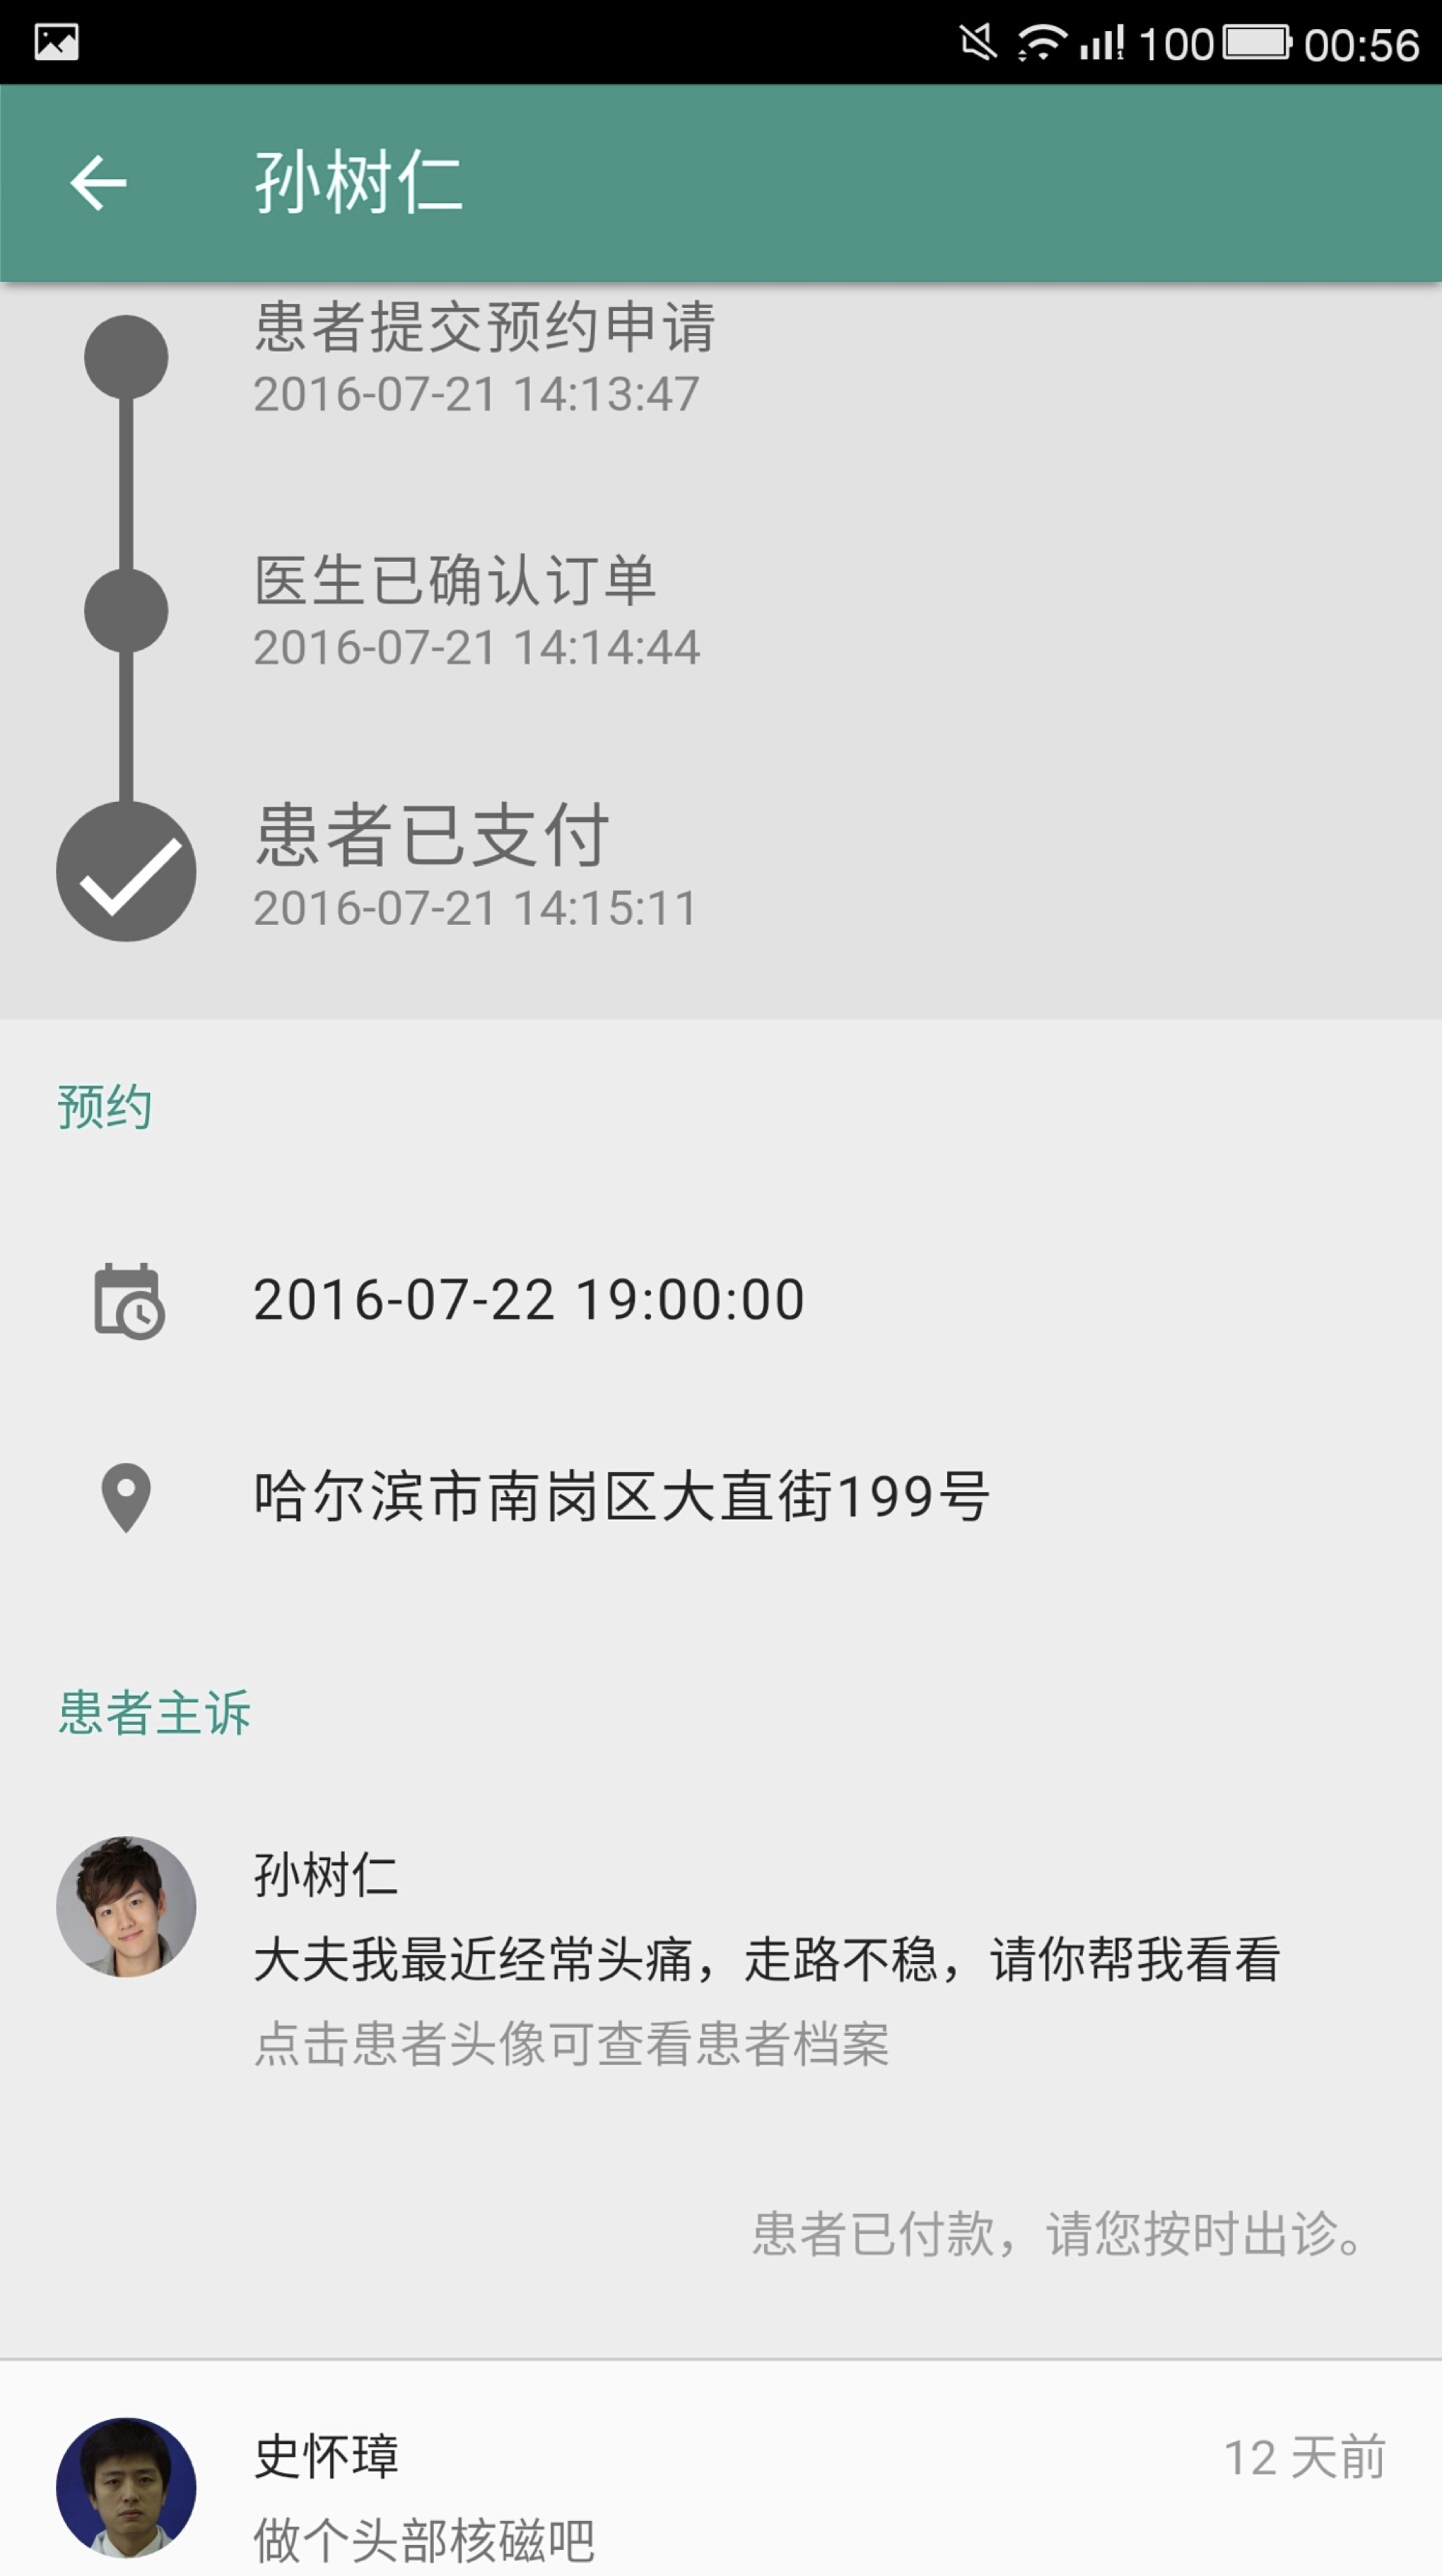 100 00:56
孙树仁
患者提交预约申请
2016-07-21 14:13:47
医生已确认订单
2016-07-21 14:14:44
患者已支付
2016-07-21 14:15:11
预约
2016-07-22 19:00:00
哈尔滨市南岗区大直街199号
患者主诉
孙树仁
大夫我最近经常头痛，走路不稳，请你帮我看看
点击患者头像可查看患者档案
患者已付款，请您按时出诊。
史怀璋 12 天前
做个头部核磁吧